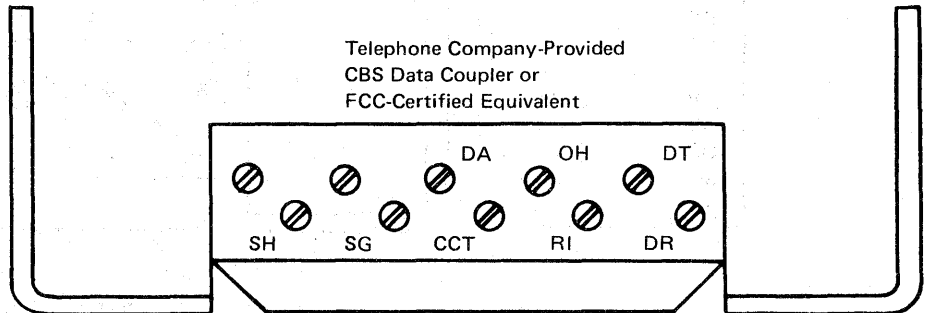 Telephone Company-Provided
CBS Data Coupler or
FCC-Certified Equivalent
DA OH DT
SH SG CCT RI DR